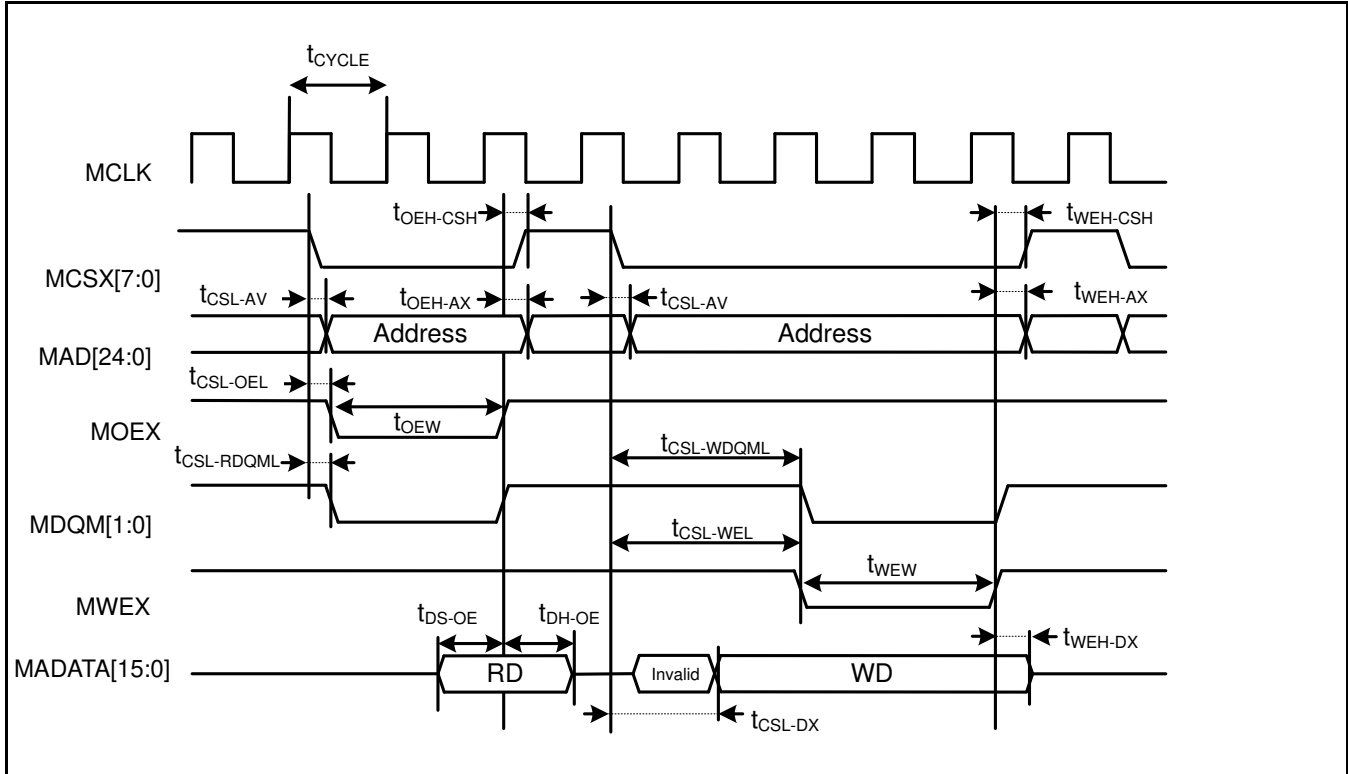 tCYCLE
MCLK
tOEH-CSH
tWEH-CSH
MCSX[7:0]
tCSL-AV
tOEH-AX
tCSL-AV
tWEH-AX
Address
Address
MAD[24:0]
tCSL-OEL
tOEW
MOEX
tCSL-RDQML
tCSL-WDQML
MDQM[1:0]
tCSL-WEL
tWEW
MWEX
tDS-OE
tDH-OE
tWEH-DX
MADATA[15:0]
RD
Invalid
WD
tCSL-DX